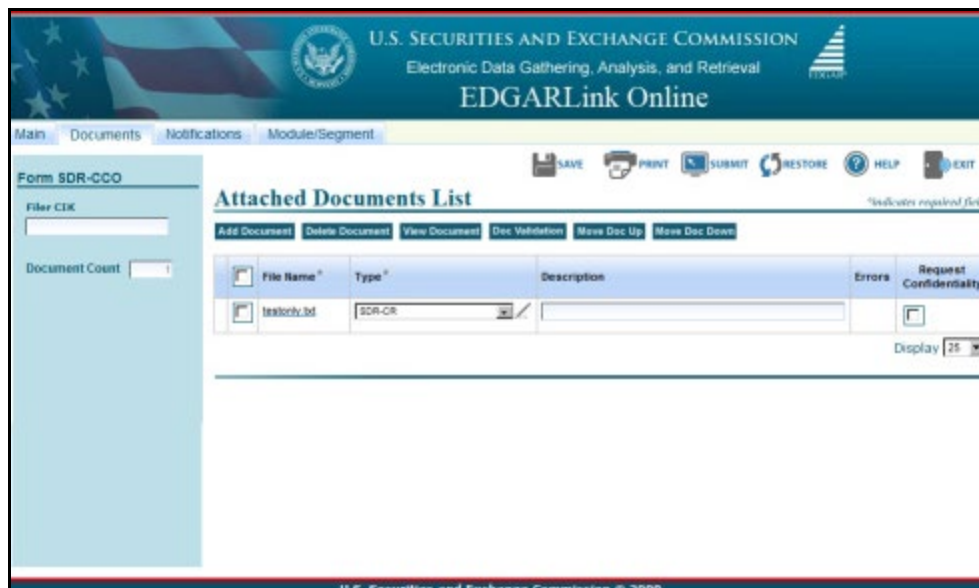 U.S. SECURITIES AND EXCHANGE COMMISSION
Electronic Data Gathering, Analysis, and Retrieval
EDGARLink Online
EDGAR
Main Documents Notifications Module/Segment
SAVE PRINT SUBMIT RESTORE HELP EXIT
Form SDR-CCO
Attached Documents List
*indicates required fiel
Filer CIK
Add Document Delete Document View Document Doc Validation Move Doc Up Move Doc Down
Document Count 1
File Name* Type* Description Errors Request Confidentiality
testonly.txt SDR-CR
Display 25
U.S. Securities and Exchange Commission © 2009